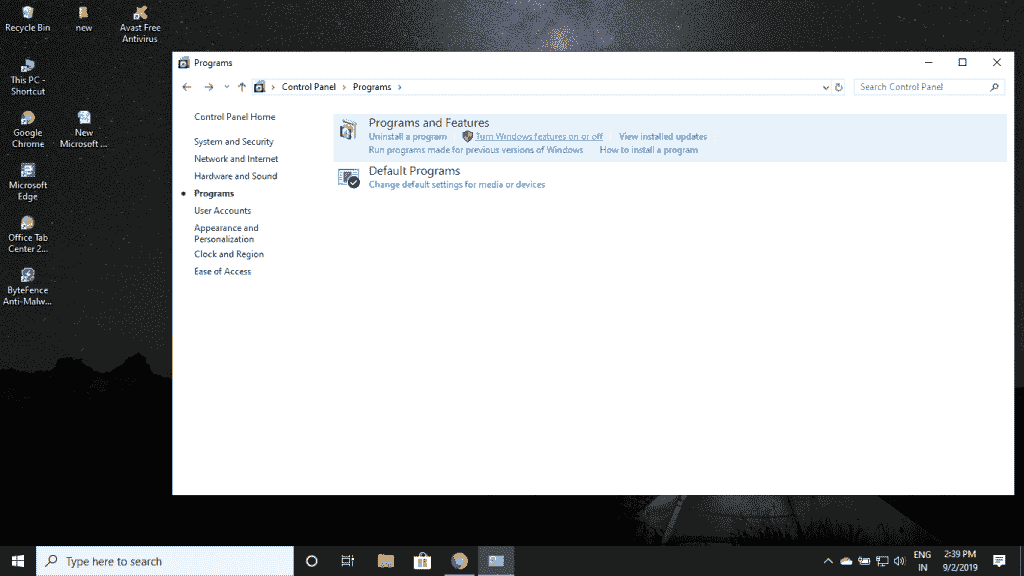 Recycle Bin
new
Avast Free
Antivirus
This PC -
Shortcut
Google
Chrome
New
Microsoft ...
Microsoft
Edge
Office Tab
Center 2...
ByteFence
Anti-Malw...
Programs
Control Panel > Programs >
Search Control Panel
Control Panel Home
System and Security
Network and Internet
Hardware and Sound
Programs
User Accounts
Appearance and
Personalization
Clock and Region
Ease of Access
Programs and Features
Uninstall a program Turn Windows features on or off View installed updates
Run programs made for previous versions of Windows How to install a program
Default Programs
Change default settings for media or devices
Type here to search
ENG
IN
2:39 PM
9/2/2019